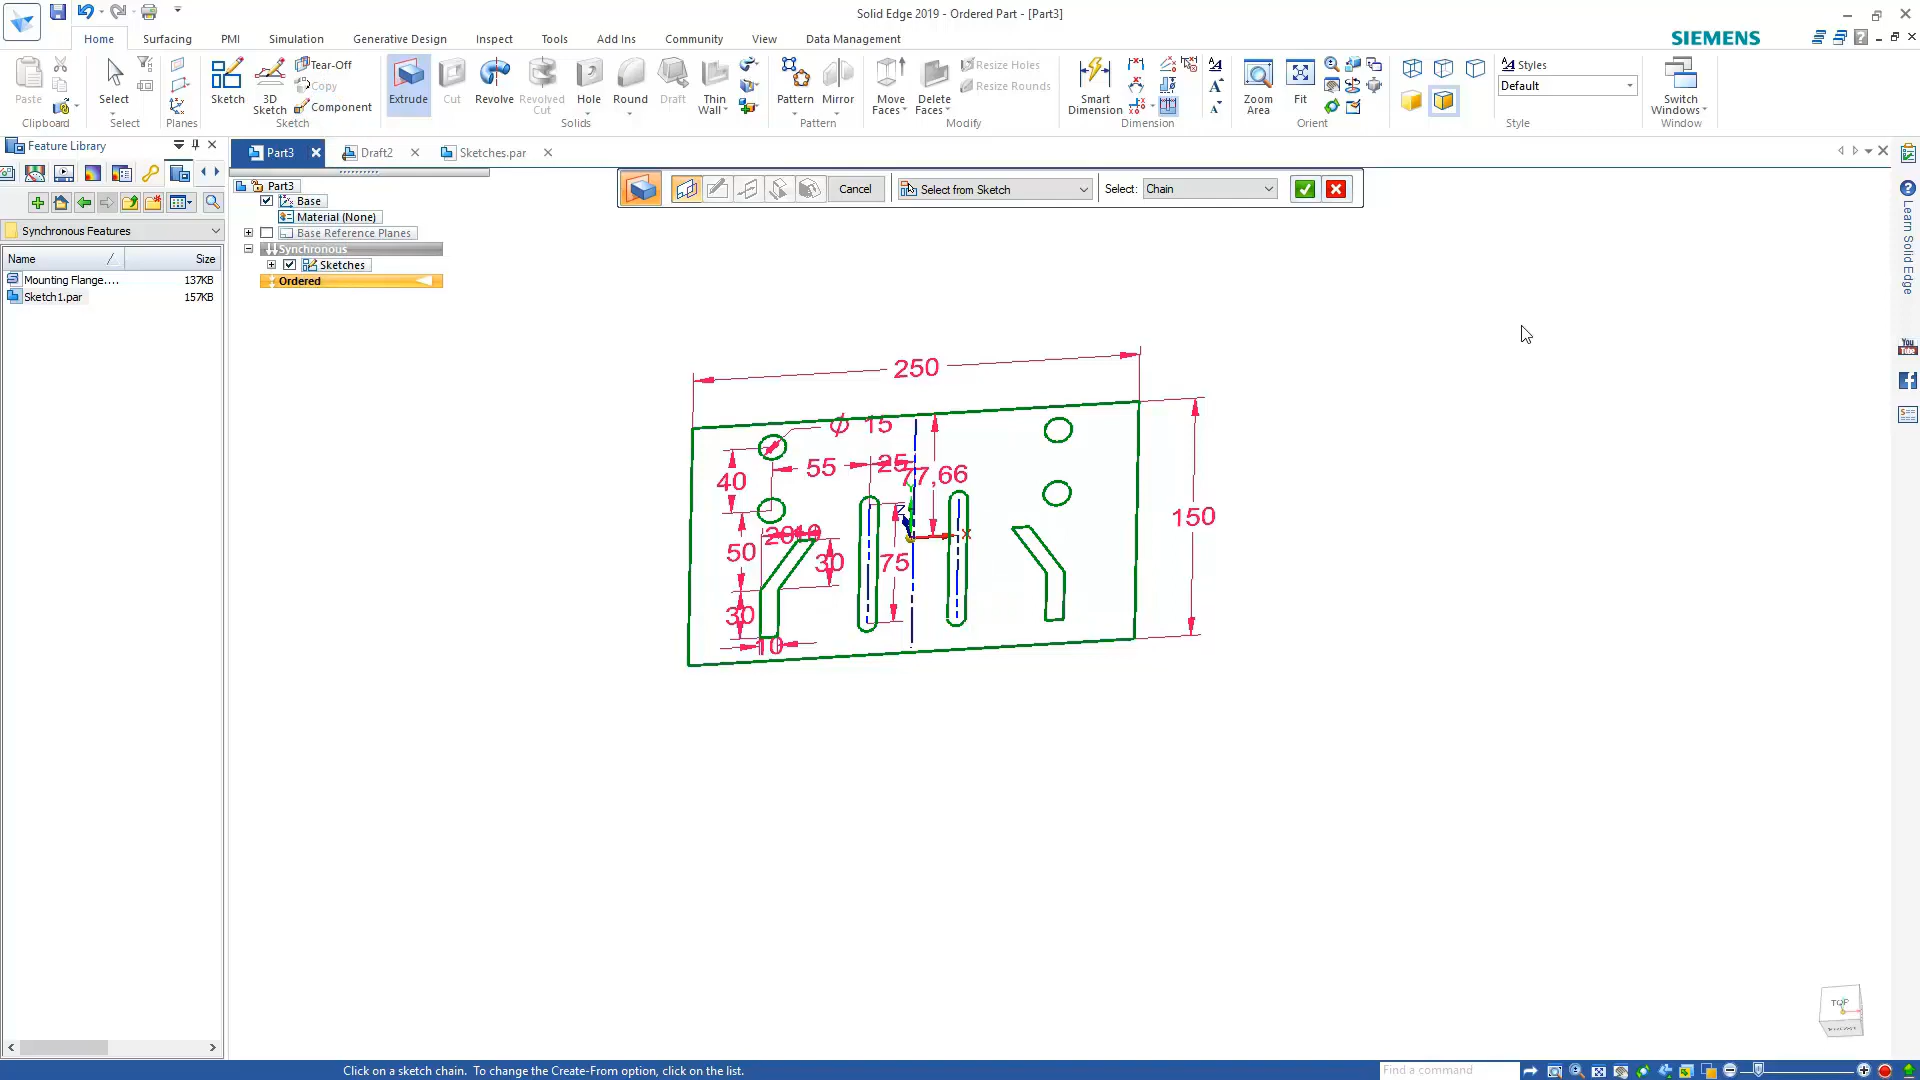 Solid Edge 2019 - Ordered Part - [Part3]
Home Surfacing PMI Simulation Generative Design Inspect Tools Add Ins Community View Data Management
SIEMENS
Paste
Clipboard
Select
Select
Planes
Sketch
3D Sketch
Tear-Off
Copy
Component
Sketch
Extrude
Cut
Revolve
Revolved Cut
Hole
Round
Draft
Thin Wall
Solids
Pattern
Mirror
Pattern
Move Faces
Delete Faces
Resize Holes
Resize Rounds
Modify
Smart Dimension
Dimension
Zoom Area
Fit
Orient
Styles
Default
Style
Switch Windows
Window
Feature Library
Synchronous Features
Name Size
Mounting Flange.... 137KB
Sketch1.par 157KB
Part3 Draft2 Sketches.par
Part3
Base
Material (None)
Base Reference Planes
Synchronous
Sketches
Ordered
Cancel Select from Sketch Select: Chain
250
ϕ 15
55
25
77,66
40
150
20
10
50
30
75
30
10
Z
X
Learn Solid Edge
You
Tube
TOP
Click on a sketch chain. To change the Create-From option, click on the list.
Find a command